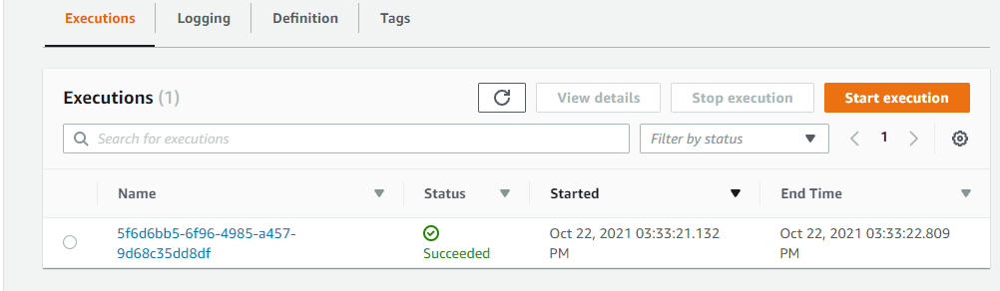 Executions Logging Definition Tags
Executions (1) View details Stop execution Start execution
Search for executions Filter by status 1
Name Status Started End Time
5f6d6bb5-6f96-4985-a457- Oct 22, 2021 03:33:21.132 Oct 22, 2021 03:33:22.809
9d68c35dd8df Succeeded PM PM